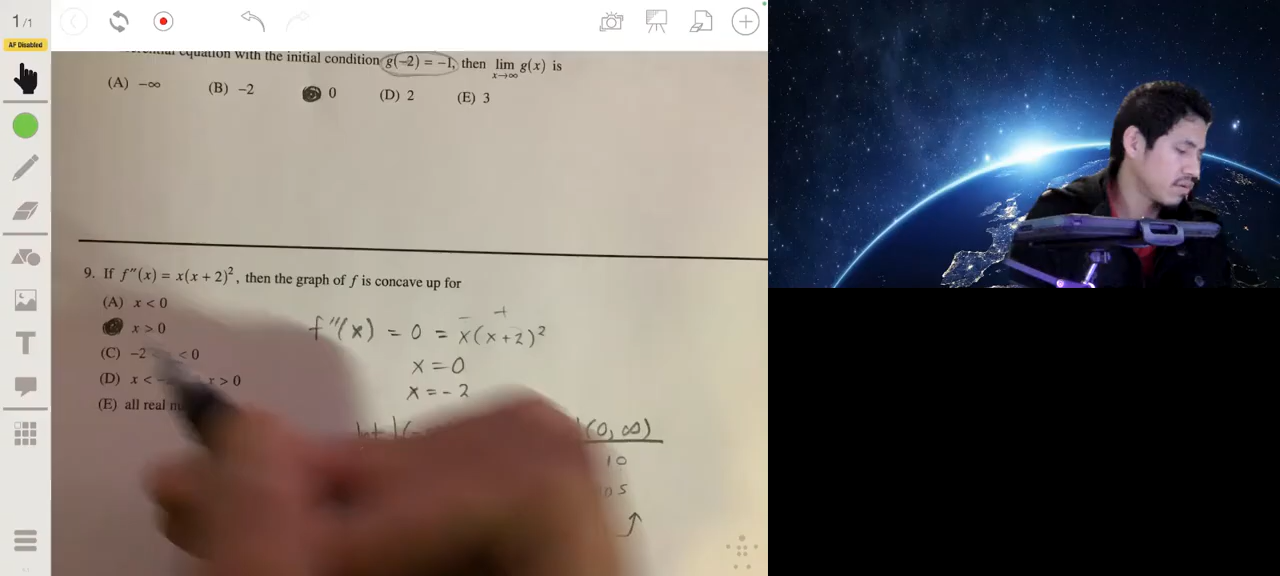 1/1
AF Disabled
equation with the initial condition g(−2) = −1, then lim g(x) is
x→∞
(A) −∞ (B) −2 0 (D) 2 (E) 3
9. If f″(x) = x(x + 2)², then the graph of f is concave up for
(A) x < 0
x > 0
(C) −2 < 0
(D) x < x > 0
(E) all real
− +
f″(x) = 0 = x(x+2)²
x = 0
x = −2
(0, ∞)
10
T